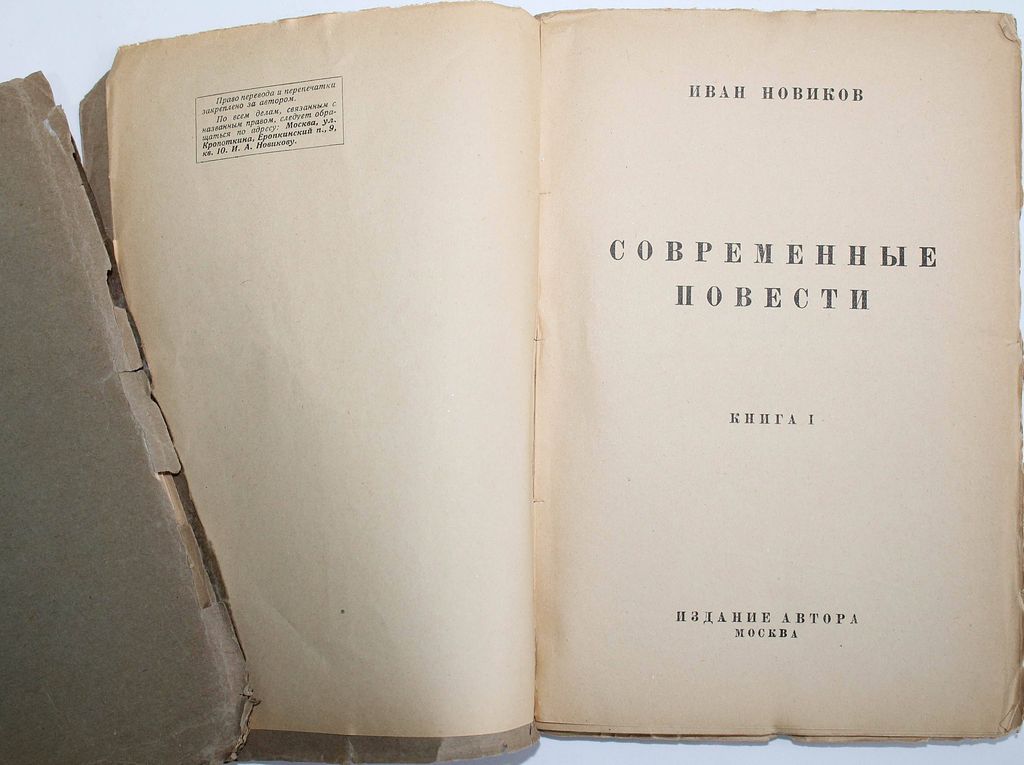 Право перевода и перепечатки
закреплено за автором.
По всем делам, связанным с
названным правом, следует обра-
щаться по адресу: Москва, ул.
Кропоткина, Еропкинский п., 9,
кв. 10. И. А. Новикову.
ИВАН НОВИКОВ
СОВРЕМЕННЫЕ
ПОВЕСТИ
КНИГА I
ИЗДАНИЕ АВТОРА
МОСКВА